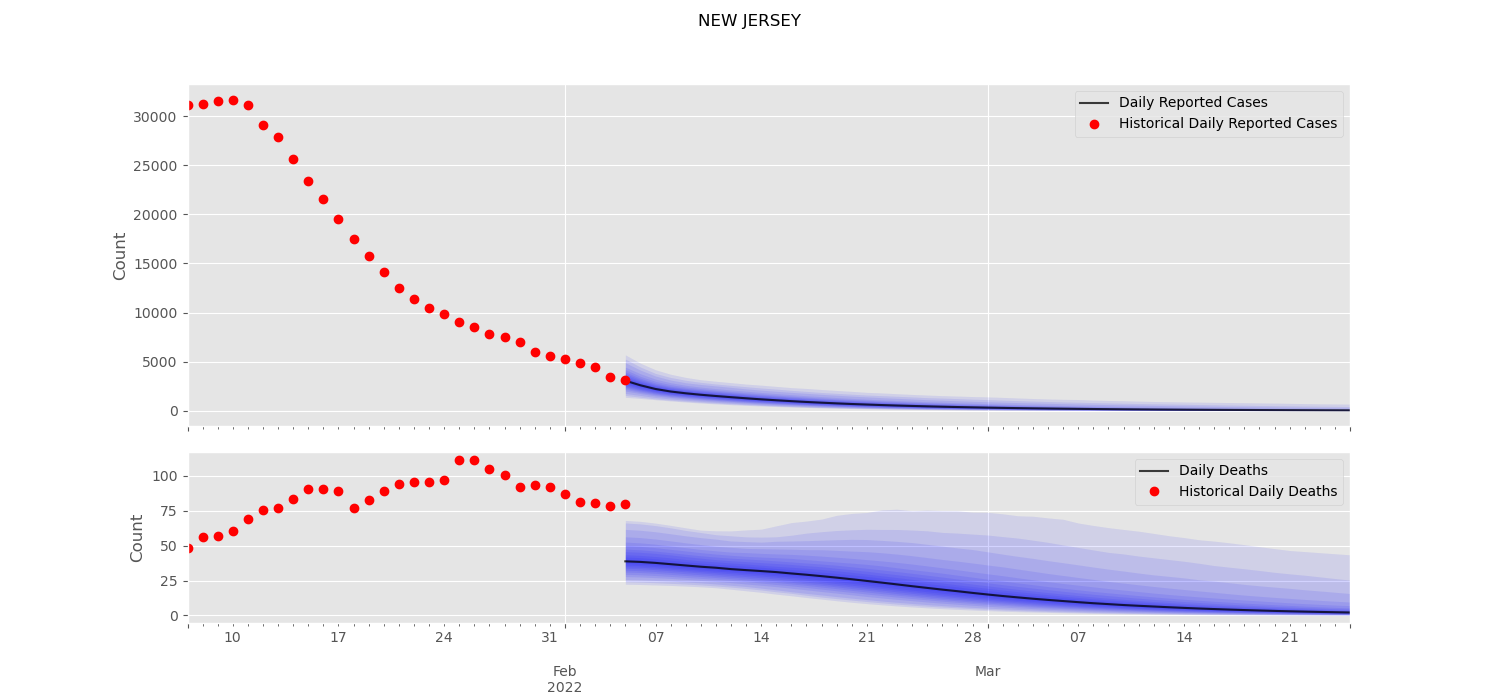 NEW JERSEY
Daily Reported Cases
Historical Daily Reported Cases
30000
25000
20000
15000
10000
5000
0
Count
Daily Deaths
Historical Daily Deaths
100
75
50
25
0
Count
10 17 24 31 07 14 21 28 07 14 21
Feb Mar
2022